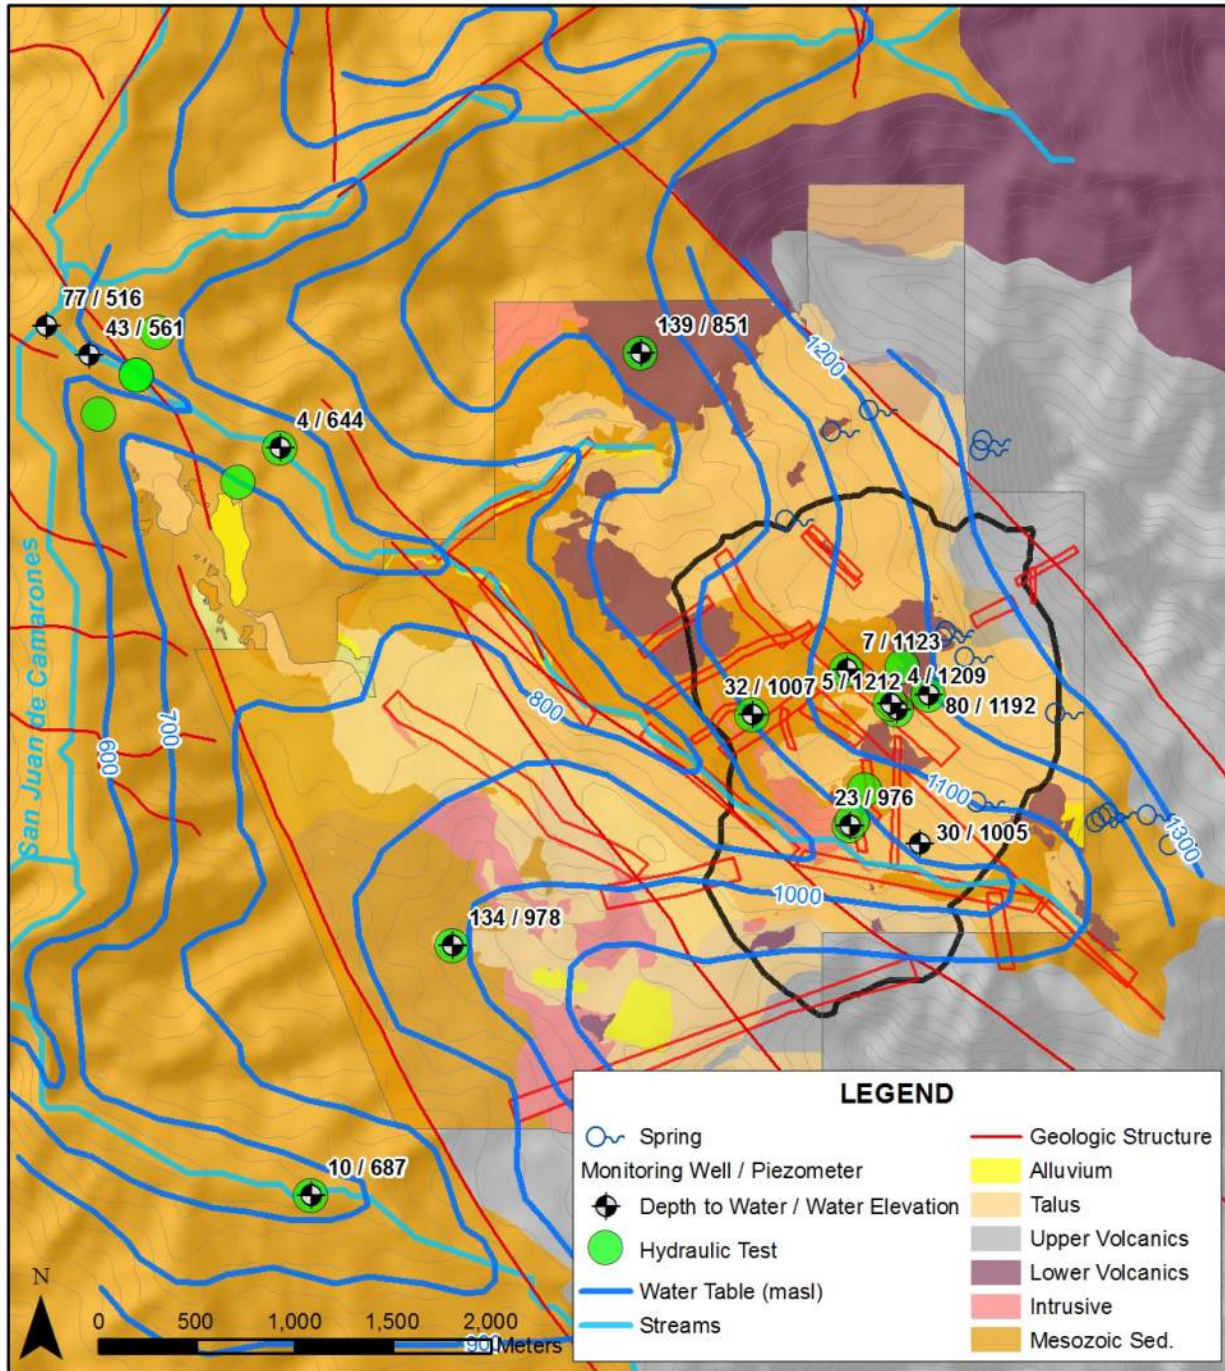 77 / 516
43 / 561
139 / 851
1200
4 / 644
San Juan de Camarones
7 / 1123
5 / 1212
4 / 1209
32 / 1007
80 / 1192
600
700
800
1100
23 / 976
30 / 1005
1300
1000
134 / 978
10 / 687
N
0 500 1,000 1,500 2,000
Meters
900
LEGEND
Spring
Monitoring Well / Piezometer
Depth to Water / Water Elevation
Hydraulic Test
Water Table (masl)
Streams
Geologic Structure
Alluvium
Talus
Upper Volcanics
Lower Volcanics
Intrusive
Mesozoic Sed.